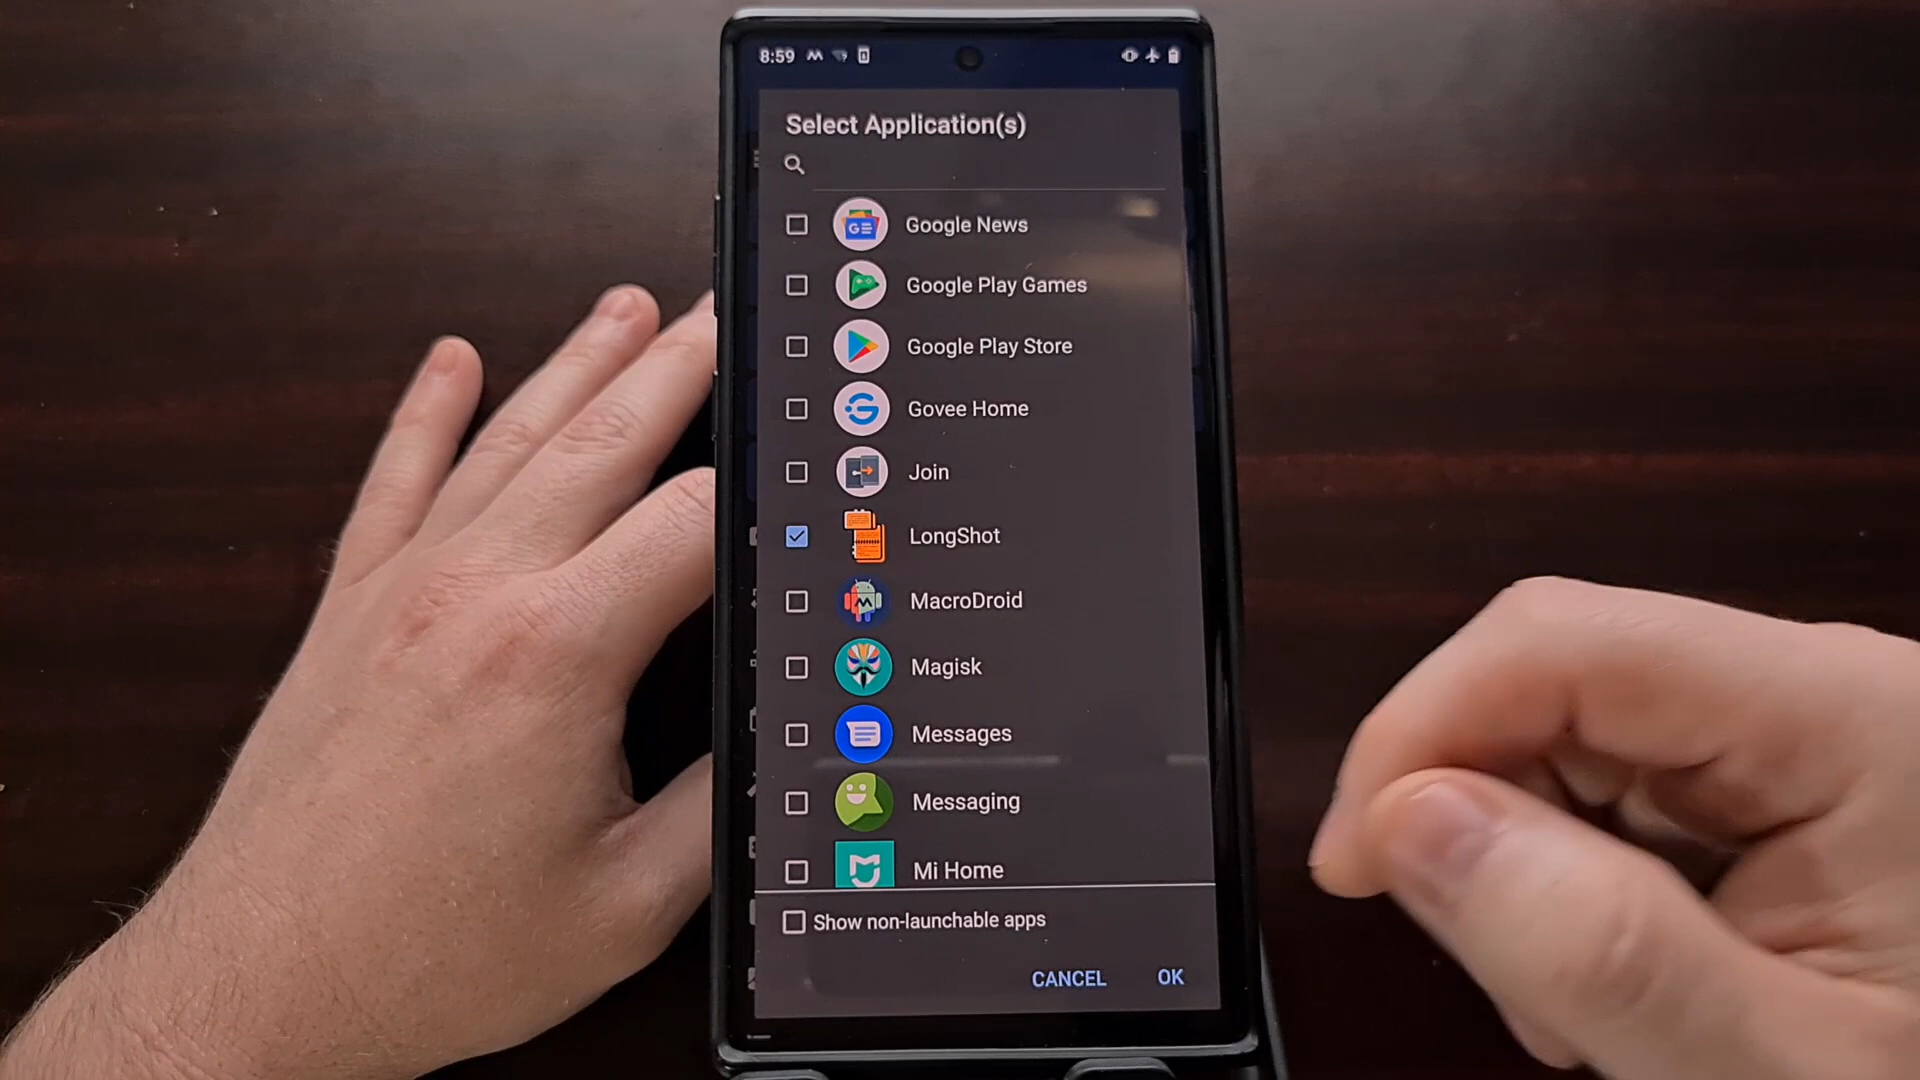 8:59
Select Application(s)
Google News
Google Play Games
Google Play Store
Govee Home
Join
LongShot
MacroDroid
Magisk
Messages
Messaging
Mi Home
Show non-launchable apps
CANCEL OK